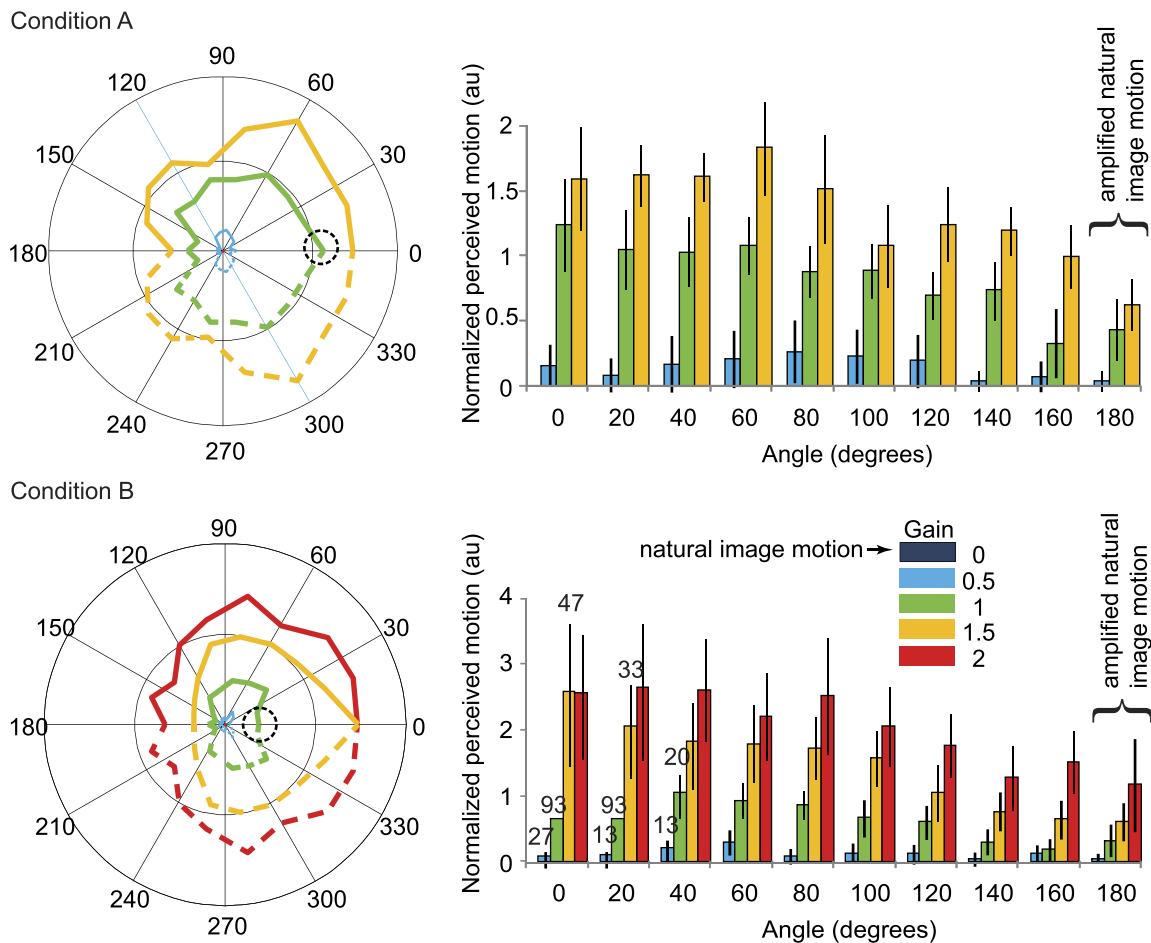 Condition A
90
120
60
150
30
180
0
210
330
240
300
270
Normalized perceived motion (au)
2
1.5
1
0.5
0
0 20 40 60 80 100 120 140 160 180
Angle (degrees)
amplified natural
image motion
}
Condition B
90
120
60
150
30
180
0
210
330
240
300
270
Normalized perceived motion (au)
4
3
2
1
0
47
33
20
93 93
27 13 13
0 20 40 60 80 100 120 140 160 180
Angle (degrees)
Gain
natural image motion → 0
0.5
1
1.5
2
amplified natural
image motion
}